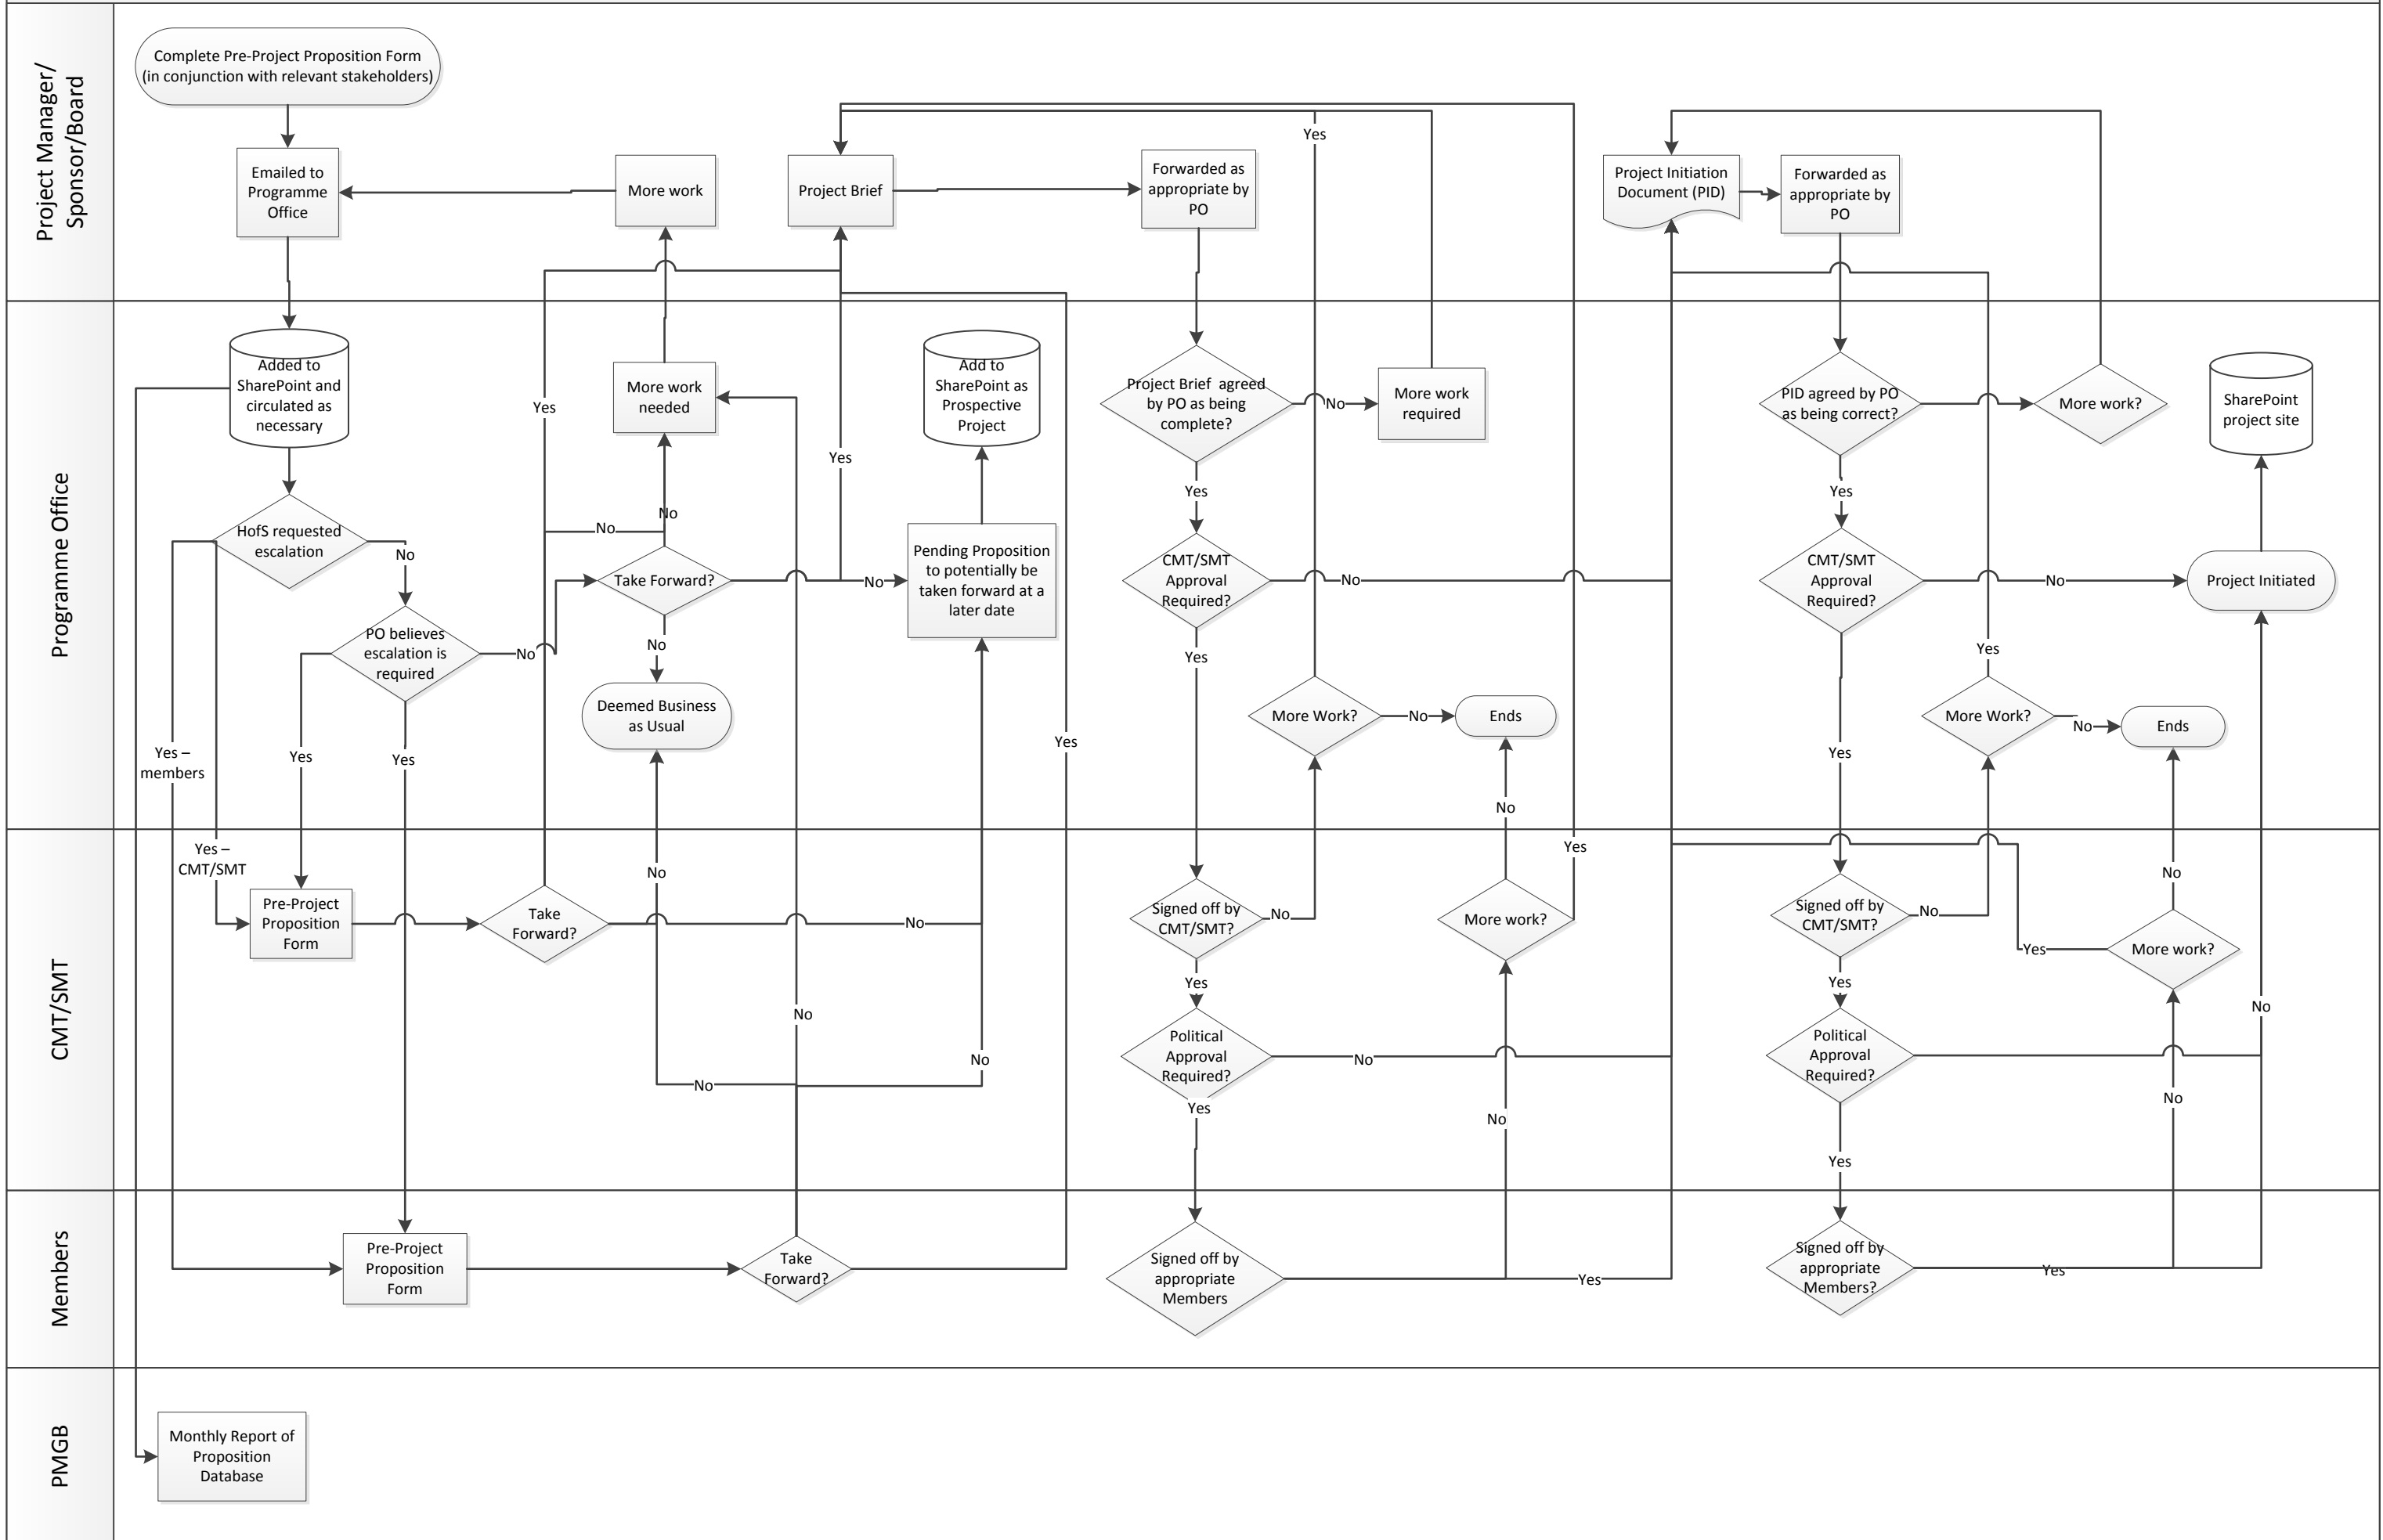 Project Manager/
Sponsor/Board
Complete Pre-Project Proposition Form
(in conjunction with relevant stakeholders)
Emailed to
Programme
Office
More work
Project Brief
Forwarded as
appropriate by
PO
Yes
Project Initiation
Document (PID)
Forwarded as
appropriate by
PO
Programme Office
Added to
SharePoint and
circulated as
necessary
HofS requested
escalation
No
PO believes
escalation is
required
No
Yes
Yes
Yes –
members
Yes
More work
needed
No
No
Take Forward?
No
Deemed Business
as Usual
Yes
No
Add to
SharePoint as
Prospective
Project
Pending Proposition
to potentially be
taken forward at a
later date
Yes
Project Brief agreed
by PO as being
complete?
No
More work
required
Yes
CMT/SMT
Approval
Required?
No
Yes
More Work?
No
Ends
No
PID agreed by PO
as being correct?
More work?
Yes
CMT/SMT
Approval
Required?
No
Project Initiated
SharePoint
project site
Yes
Yes
More Work?
No
Ends
CMT/SMT
Yes –
CMT/SMT
Pre-Project
Proposition
Form
Take
Forward?
No
No
No
No
No
Signed off by
CMT/SMT?
No
Yes
Political
Approval
Required?
No
Yes
More work?
Yes
No
Signed off by
CMT/SMT?
No
Yes
Political
Approval
Required?
Yes
Yes
More work?
No
No
No
Members
Pre-Project
Proposition
Form
Take
Forward?
Signed off by
appropriate
Members
Yes
Signed off by
appropriate
Members?
Yes
PMGB
Monthly Report of
Proposition
Database